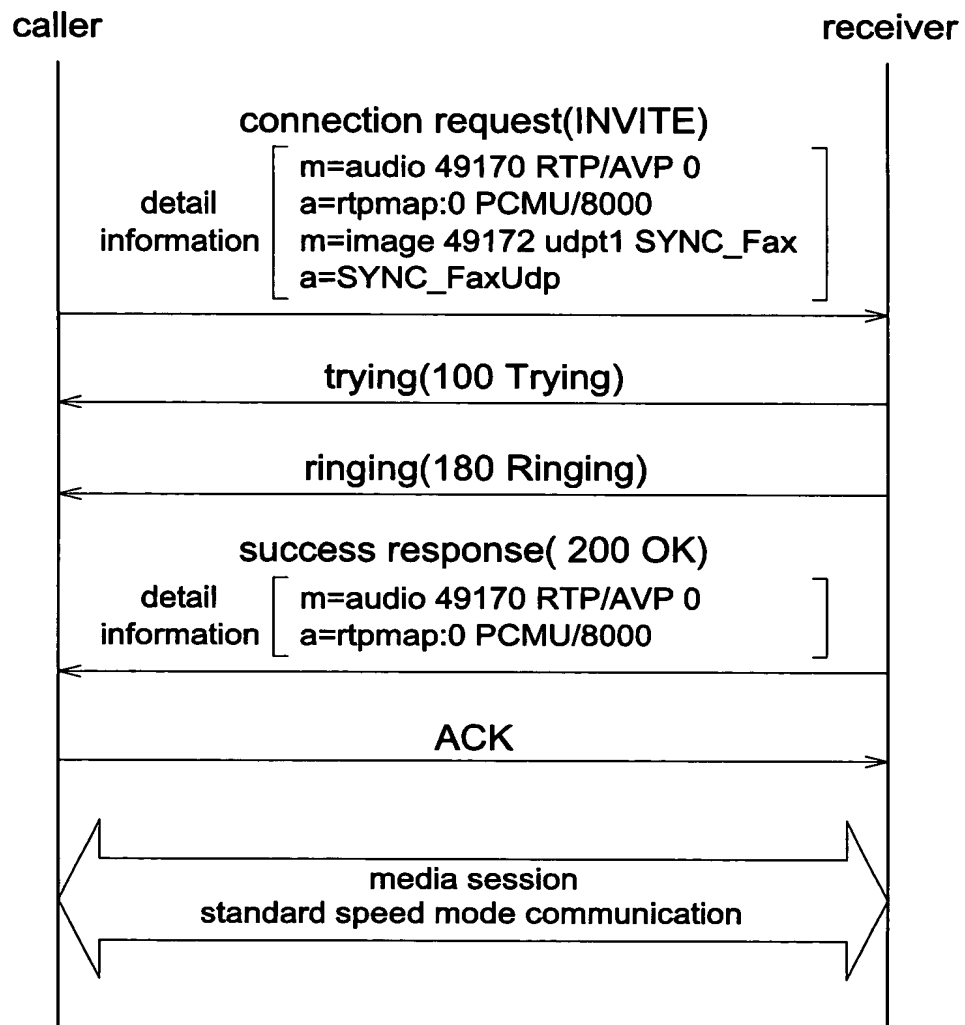 caller
receiver
connection request(INVITE)
detail
information
m=audio 49170 RTP/AVP 0
a=rtpmap:0 PCMU/8000
m=image 49172 udpt1 SYNC_Fax
a=SYNC_FaxUdp
trying(100 Trying)
ringing(180 Ringing)
success response( 200 OK)
detail
information
m=audio 49170 RTP/AVP 0
a=rtpmap:0 PCMU/8000
ACK
media session
standard speed mode communication